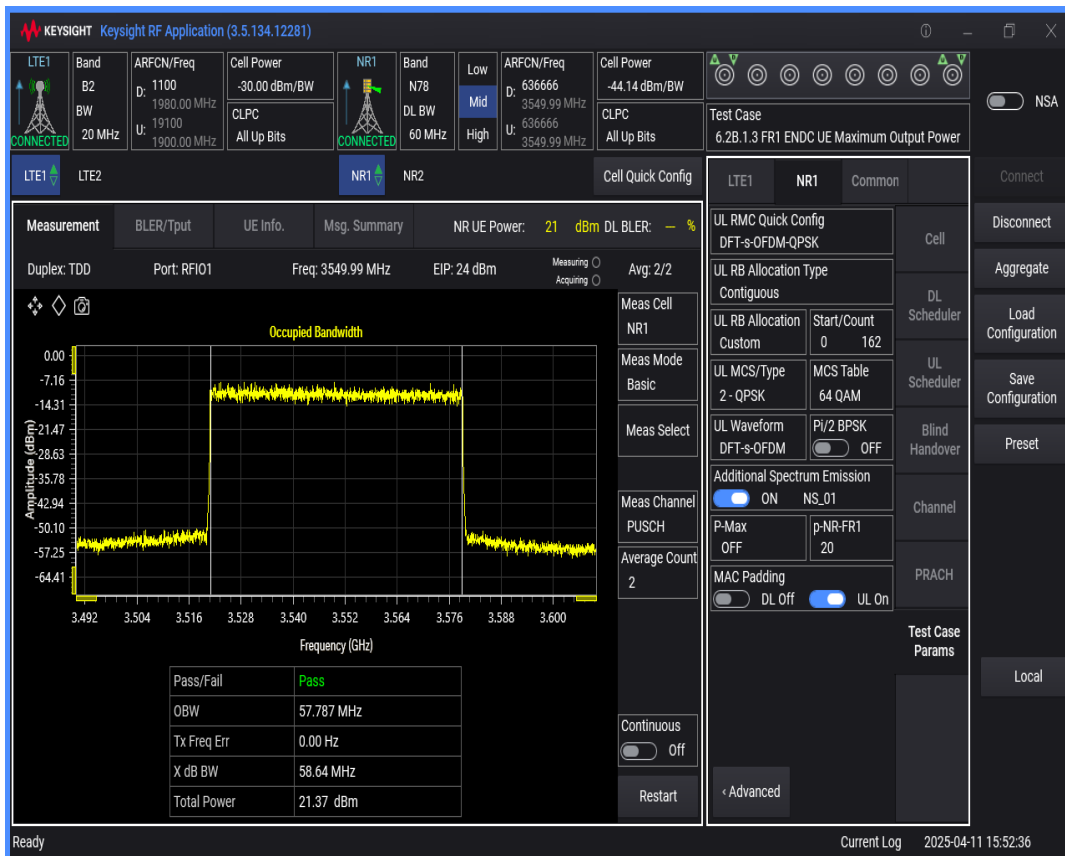 KEYSIGHT Keysight RF Application (3.5.134.12281)
LTE1
CONNECTED
Band
B2
BW
20 MHz
ARFCN/Freq
D: 1100
1980.00 MHz
U: 19100
1900.00 MHz
Cell Power
-30.00 dBm/BW
CLPC
All Up Bits
NR1
CONNECTED
Band
N78
DL BW
60 MHz
Low
Mid
High
ARFCN/Freq
D: 636666
3549.99 MHz
U: 636666
3549.99 MHz
Cell Power
-44.14 dBm/BW
CLPC
All Up Bits
Test Case
6.2B.1.3 FR1 ENDC UE Maximum Output Power
NSA
LTE1 LTE2 NR1 NR2 Cell Quick Config
Measurement BLER/Tput UE Info. Msg. Summary NR UE Power: 21 dBm DL BLER: — %
Duplex: TDD Port: RFIO1 Freq: 3549.99 MHz EIP: 24 dBm Measuring Avg: 2/2
Acquiring
Occupied Bandwidth
Amplitude (dBm)
0.00
-7.16
-14.31
-21.47
-28.63
-35.78
-42.94
-50.10
-57.25
-64.41
3.492 3.504 3.516 3.528 3.540 3.552 3.564 3.576 3.588 3.600
Frequency (GHz)
Pass/Fail Pass
OBW 57.787 MHz
Tx Freq Err 0.00 Hz
X dB BW 58.64 MHz
Total Power 21.37 dBm
Meas Cell
NR1
Meas Mode
Basic
Meas Select
Meas Channel
PUSCH
Average Count
2
Continuous
Off
Restart
LTE1 NR1 Common
UL RMC Quick Config
DFT-s-OFDM-QPSK
UL RB Allocation Type
Contiguous
UL RB Allocation
Custom
Start/Count
0 162
UL MCS/Type
2 - QPSK
MCS Table
64 QAM
UL Waveform
DFT-s-OFDM
Pi/2 BPSK
OFF
Additional Spectrum Emission
ON NS_01
P-Max
OFF
p-NR-FR1
20
MAC Padding
DL Off UL On
‹ Advanced
Cell
DL
Scheduler
UL
Scheduler
Blind
Handover
Channel
PRACH
Test Case
Params
Connect
Disconnect
Aggregate
Load
Configuration
Save
Configuration
Preset
Local
Ready Current Log 2025-04-11 15:52:36